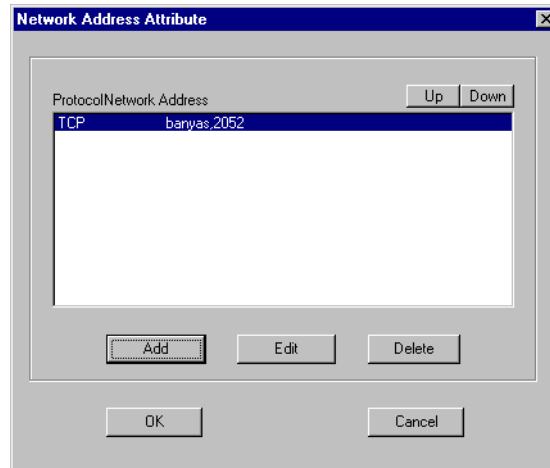 Network Address Attribute
ProtocolNetwork Address Up Down
TCP banyas,2052
Add Edit Delete
OK Cancel